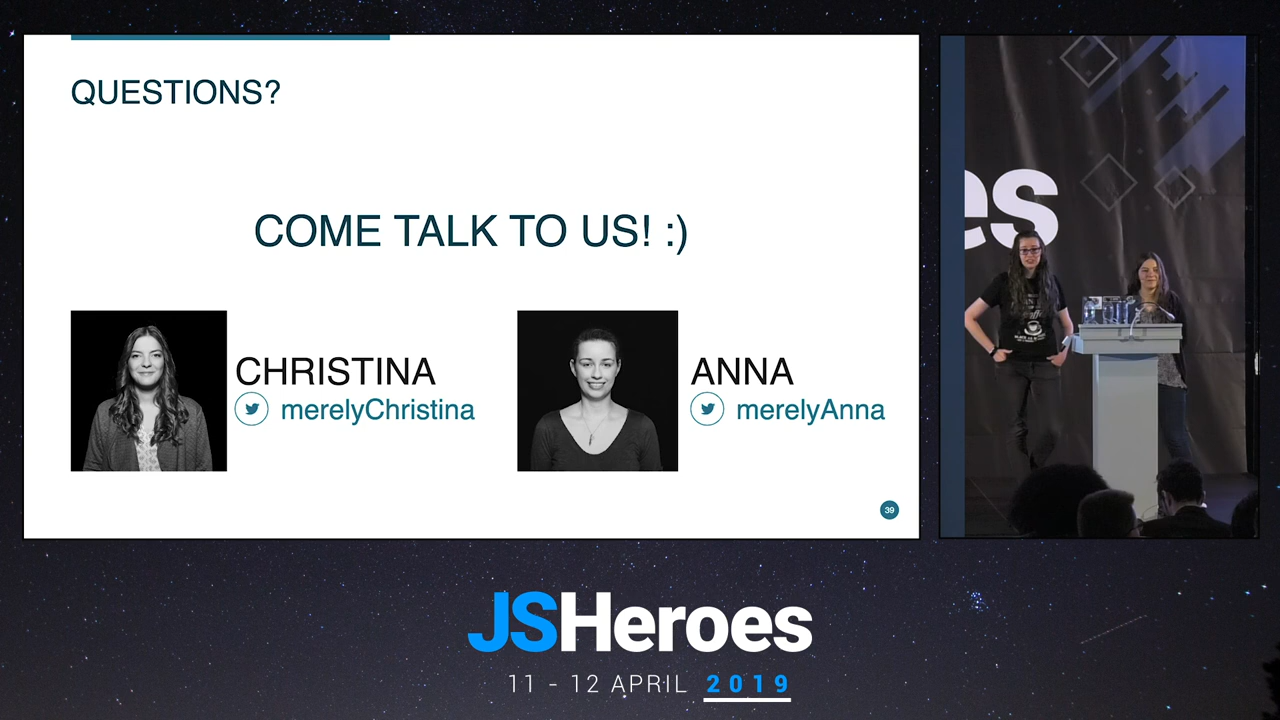 QUESTIONS?
COME TALK TO US! :)
CHRISTINA
merelyChristina
ANNA
merelyAnna
39
es
JSHeroes
11 - 12 APRIL 2019